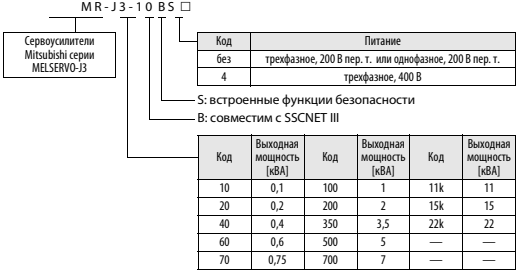 MR-J3-10BS□
Сервоусилители
Mitsubishi серии
MELSERVO-J3
Код Питание
без трехфазное, 200 В пер. т. или однофазное, 200 В пер. т.
4 трехфазное, 400 В
S: встроенные функции безопасности
B: совместим с SSCNET III
Код Выходная мощность [кВА] Код Выходная мощность [кВА] Код Выходная мощность [кВА]
10 0,1 100 1 11k 11
20 0,2 200 2 15k 15
40 0,4 350 3,5 22k 22
60 0,6 500 5 — —
70 0,75 700 7 — —